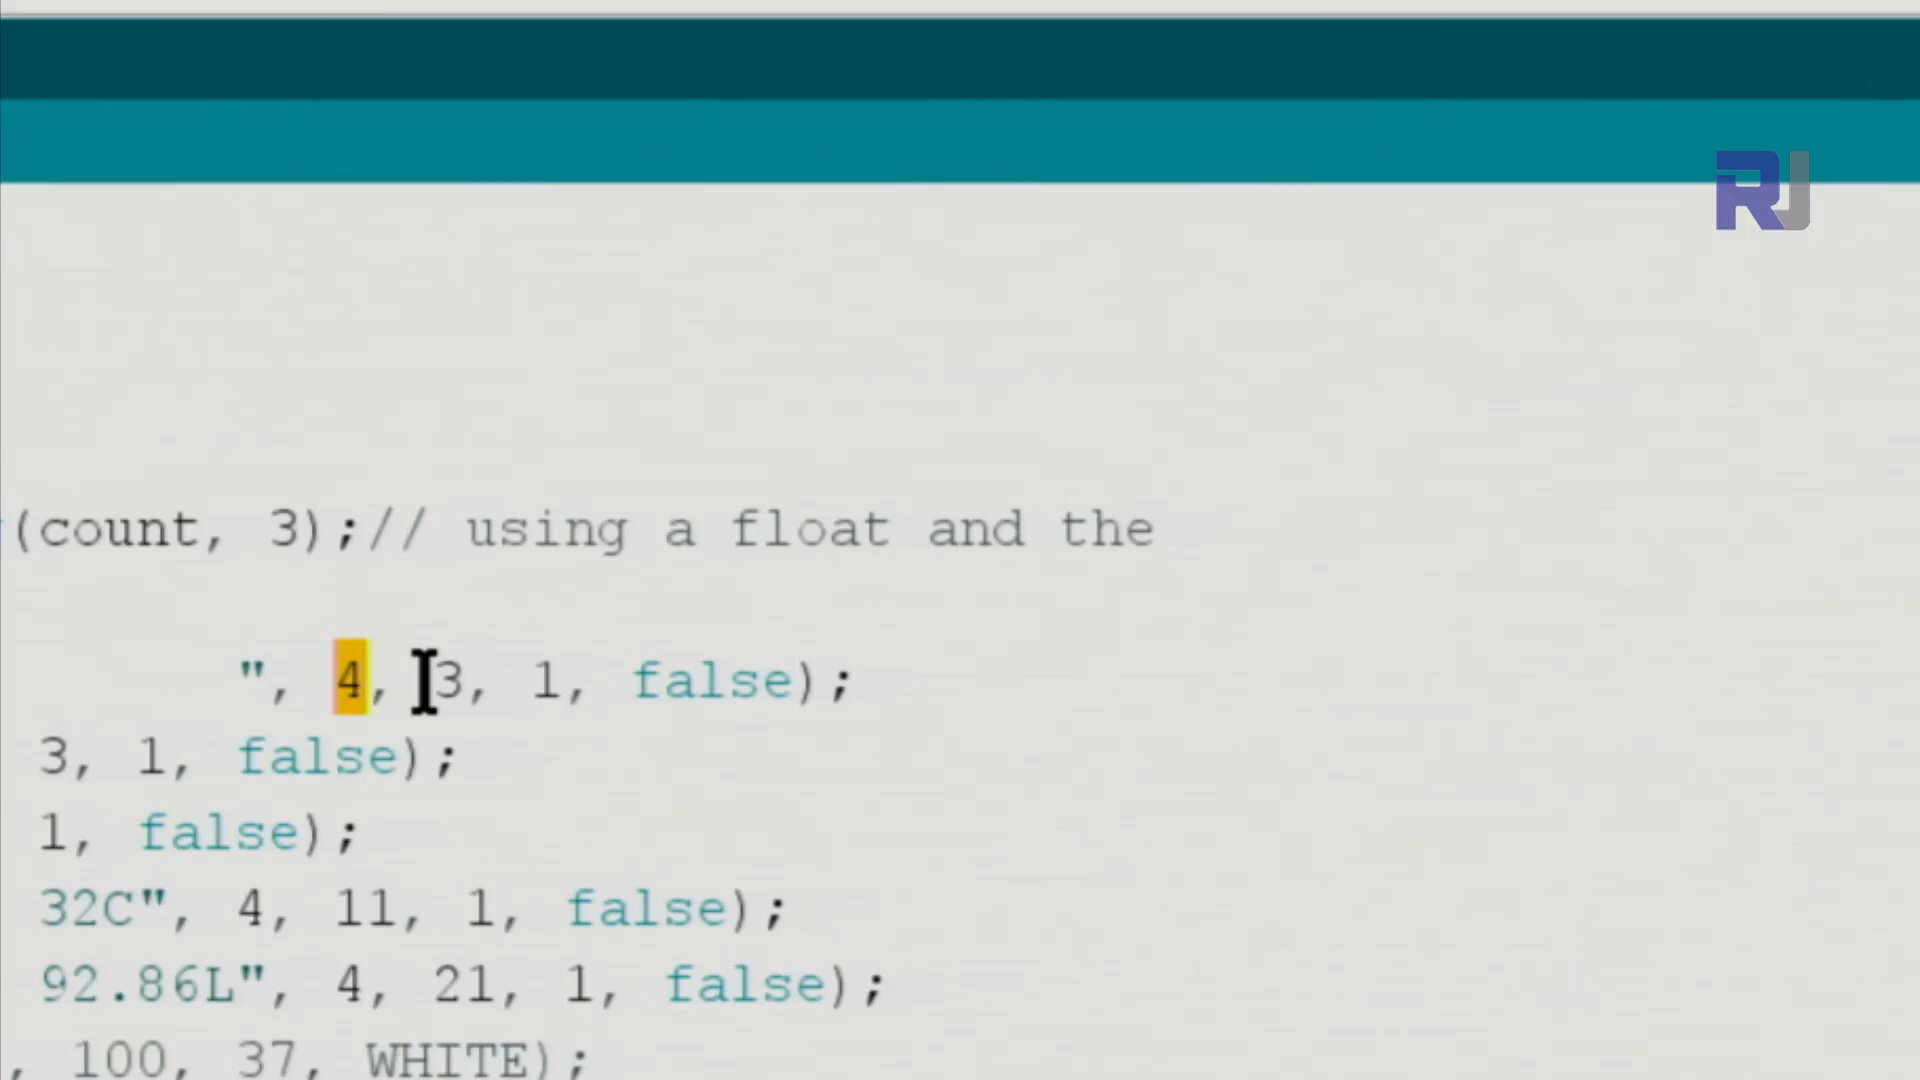 RJ
(count, 3);// using a float and the
", 4, 3, 1, false);
3, 1, false);
1, false);
32C", 4, 11, 1, false);
92.86L", 4, 21, 1, false);
, 100, 37, WHITE);